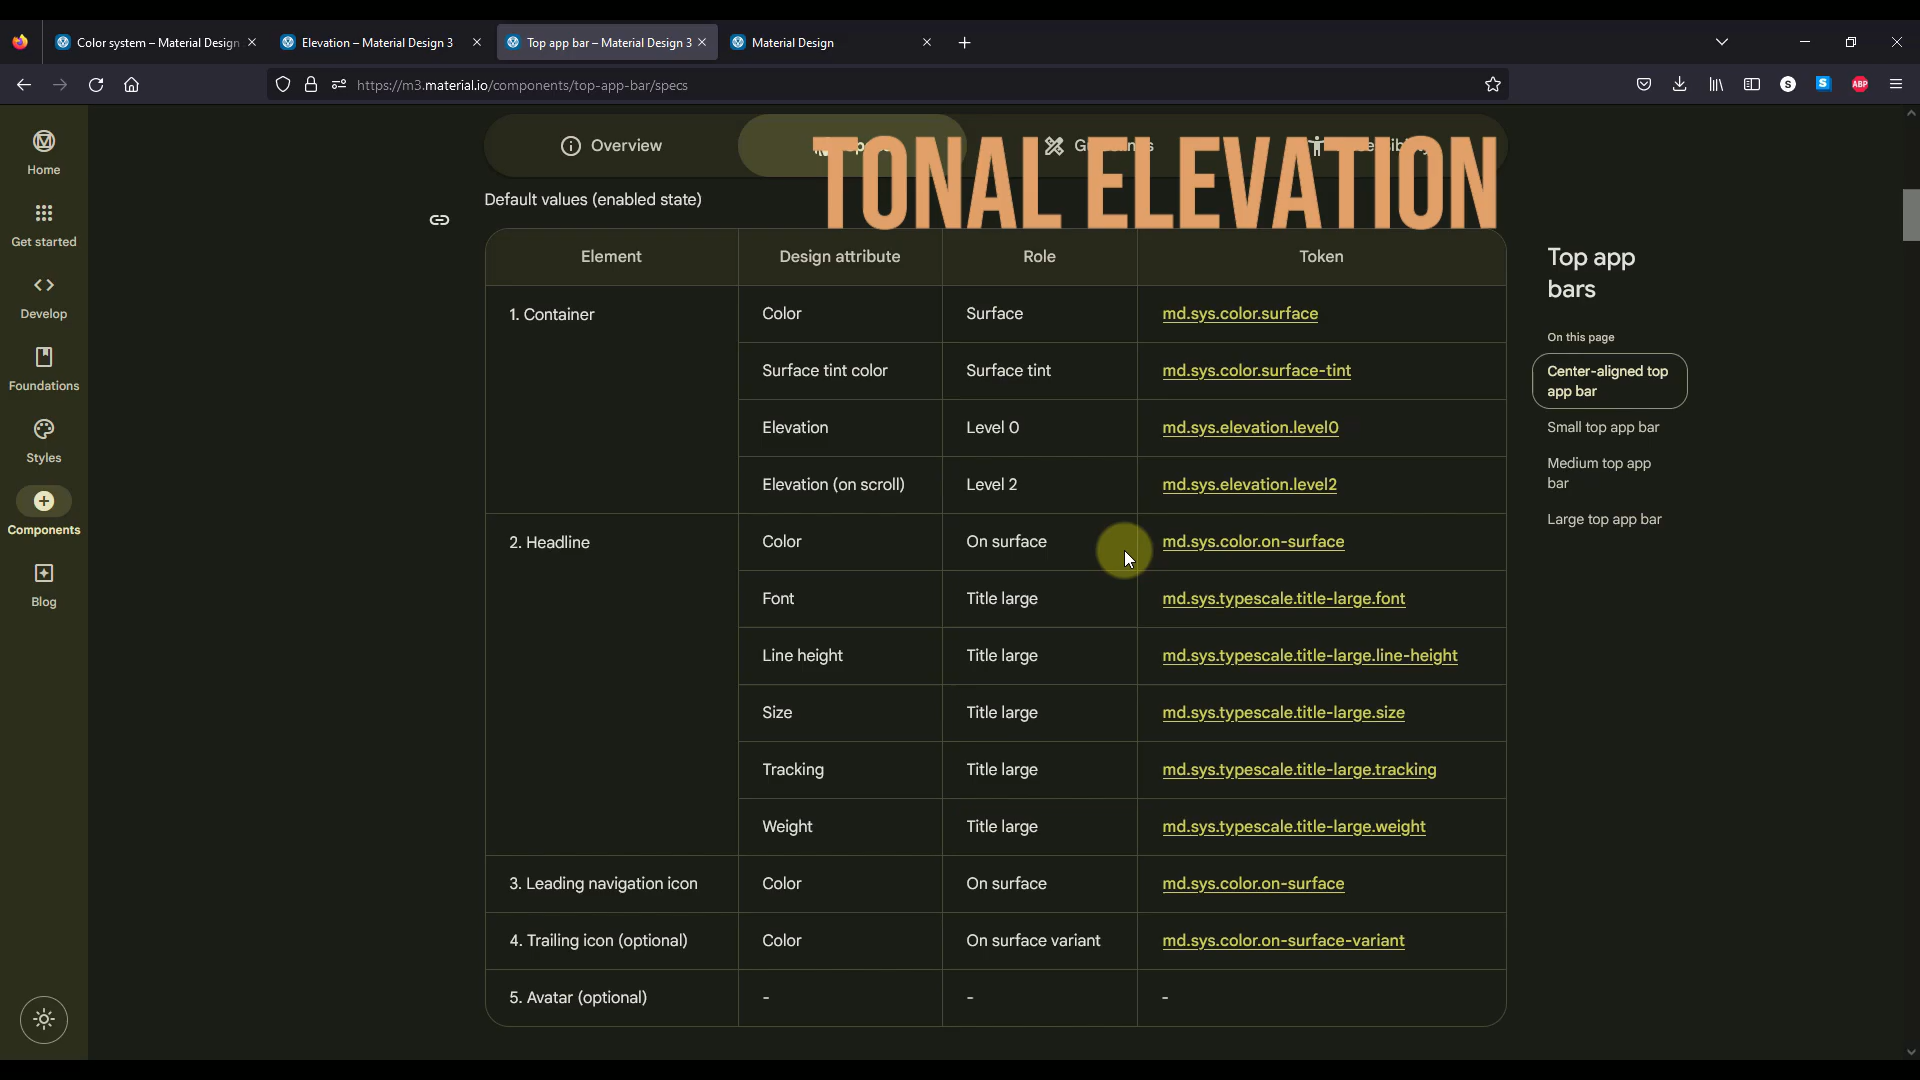 Color system – Material Design
Elevation – Material Design 3
Top app bar – Material Design 3
Material Design
https://m3.material.io/components/top-app-bar/specs
S
S
ABP
Home
Get started
Develop
Foundations
Styles
Components
Blog
Overview
TONAL ELEVATION
Default values (enabled state)
Element Design attribute Role Token
1. Container Color Surface md.sys.color.surface
Surface tint color Surface tint md.sys.color.surface-tint
Elevation Level 0 md.sys.elevation.level0
Elevation (on scroll) Level 2 md.sys.elevation.level2
2. Headline Color On surface md.sys.color.on-surface
Font Title large md.sys.typescale.title-large.font
Line height Title large md.sys.typescale.title-large.line-height
Size Title large md.sys.typescale.title-large.size
Tracking Title large md.sys.typescale.title-large.tracking
Weight Title large md.sys.typescale.title-large.weight
3. Leading navigation icon Color On surface md.sys.color.on-surface
4. Trailing icon (optional) Color On surface variant md.sys.color.on-surface-variant
5. Avatar (optional) - - -
Top app
bars
On this page
Center-aligned top
app bar
Small top app bar
Medium top app
bar
Large top app bar